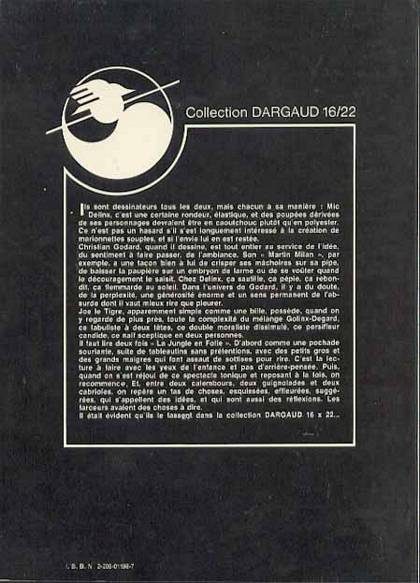 Collection DARGAUD 16/22
Ils sont dessinateurs tous les deux, mais chacun à sa manière : Mic
Delinx, c'est une certaine rondeur, élastique, et des poupées dérivées
de ses personnages devraient être en caoutchouc plutôt qu'en polyester.
Ce n'est pas un hasard s'il s'est longuement intéressé à la création de
marionnettes souples, et si l'envie lui en est restée.
Christian Godard, quand il dessine, est tout entier au service de l'idée,
du sentiment à faire passer, de l'ambiance. Son « Martin Milan », par
exemple, a une façon bien à lui de crisper ses mâchoires sur sa pipe,
de baisser la paupière sur un embryon de larme ou de se voûter quand
le découragement le saisit. Chez Delinx, ça sautille, ça pépie, ça rebon-
dit, ça flemmarde au soleil. Dans l'univers de Godard, il y a du doute,
de la perplexité, une générosité énorme et un sens permanent de l'ab-
surde dont il vaut mieux rire que pleurer.
Joe le Tigre, apparemment simple comme une bille, possède, quand on
y regarde de plus près, toute la complexité du mélange Golinx-Degard,
ce fabuliste à deux têtes, ce double moraliste dissimulé, ce persifleur
candide, ce naïf sceptique en deux personnes.
Il faut lire deux fois « La Jungle en Folie ». D'abord comme une pochade
souriante, suite de tableautins sans prétentions, avec des petits gros et
des grands maigres qui font assaut de sottises pour rire. C'est la lec-
ture à faire avec les yeux de l'enfance et pas d'arrière-pensée. Puis,
quand on s'est réjoui de ce spectacle tonique et reposant à la fois, on
recommence. Et, entre deux calembours, deux guignolades et deux
cabrioles, on repère un tas de choses, esquissées, effleurées, suggé-
rées, qui s'appellent des idées, et qui sont aussi des réflexions. Les
farceurs avaient des choses à dire.
Il était évident qu'ils le fassent dans la collection DARGAUD 16 x 22...
I. S. B. N. 2-205-01198-7